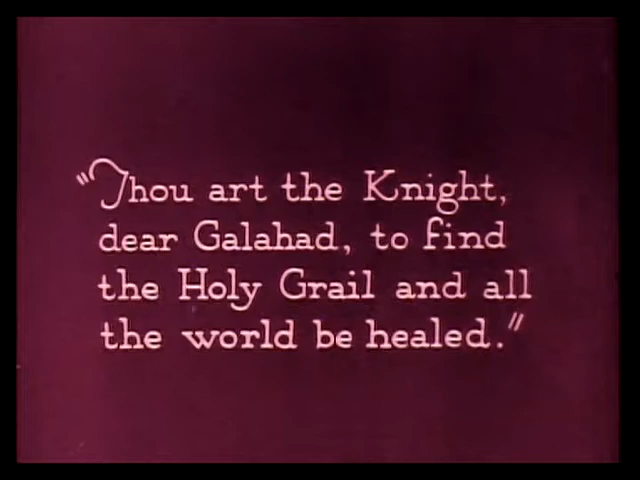 "Thou art the Knight,
dear Galahad, to find
the Holy Grail and all
the world be healed."